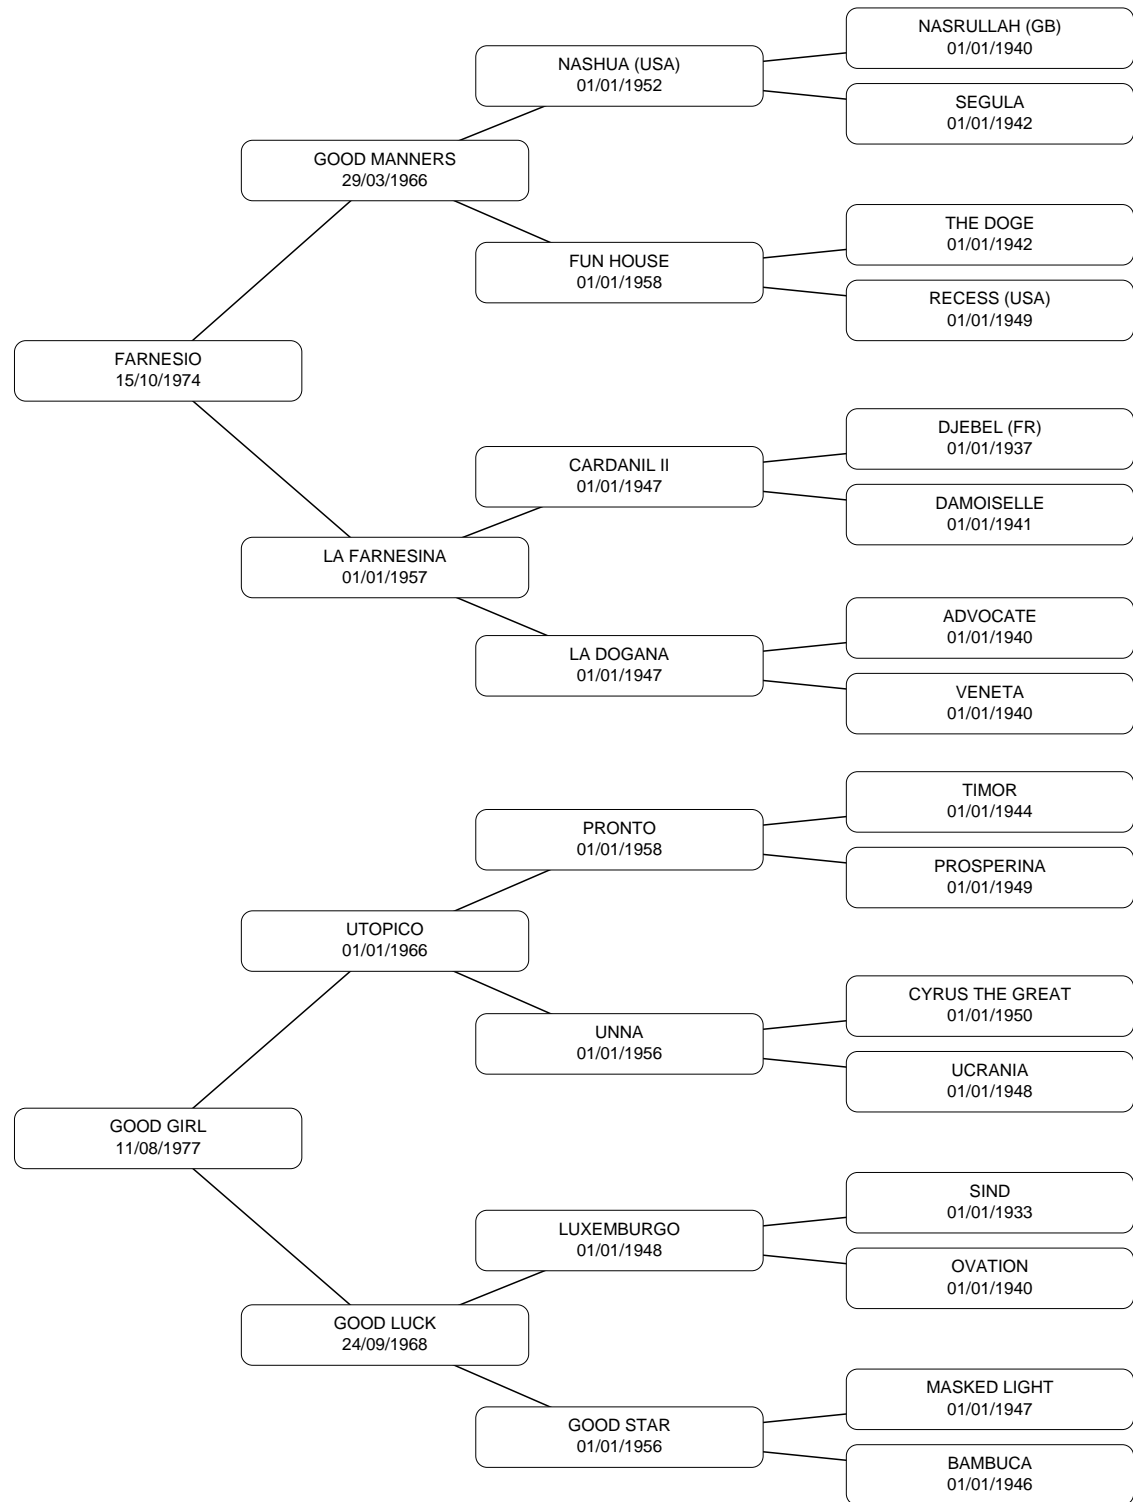 NASRULLAH (GB)
01/01/1940
NASHUA (USA)
01/01/1952
SEGULA
01/01/1942
GOOD MANNERS
29/03/1966
THE DOGE
01/01/1942
FUN HOUSE
01/01/1958
RECESS (USA)
01/01/1949
FARNESIO
15/10/1974
DJEBEL (FR)
01/01/1937
CARDANIL II
01/01/1947
DAMOISELLE
01/01/1941
LA FARNESINA
01/01/1957
ADVOCATE
01/01/1940
LA DOGANA
01/01/1947
VENETA
01/01/1940
TIMOR
01/01/1944
PRONTO
01/01/1958
PROSPERINA
01/01/1949
UTOPICO
01/01/1966
CYRUS THE GREAT
01/01/1950
UNNA
01/01/1956
UCRANIA
01/01/1948
GOOD GIRL
11/08/1977
SIND
01/01/1933
LUXEMBURGO
01/01/1948
OVATION
01/01/1940
GOOD LUCK
24/09/1968
MASKED LIGHT
01/01/1947
GOOD STAR
01/01/1956
BAMBUCA
01/01/1946